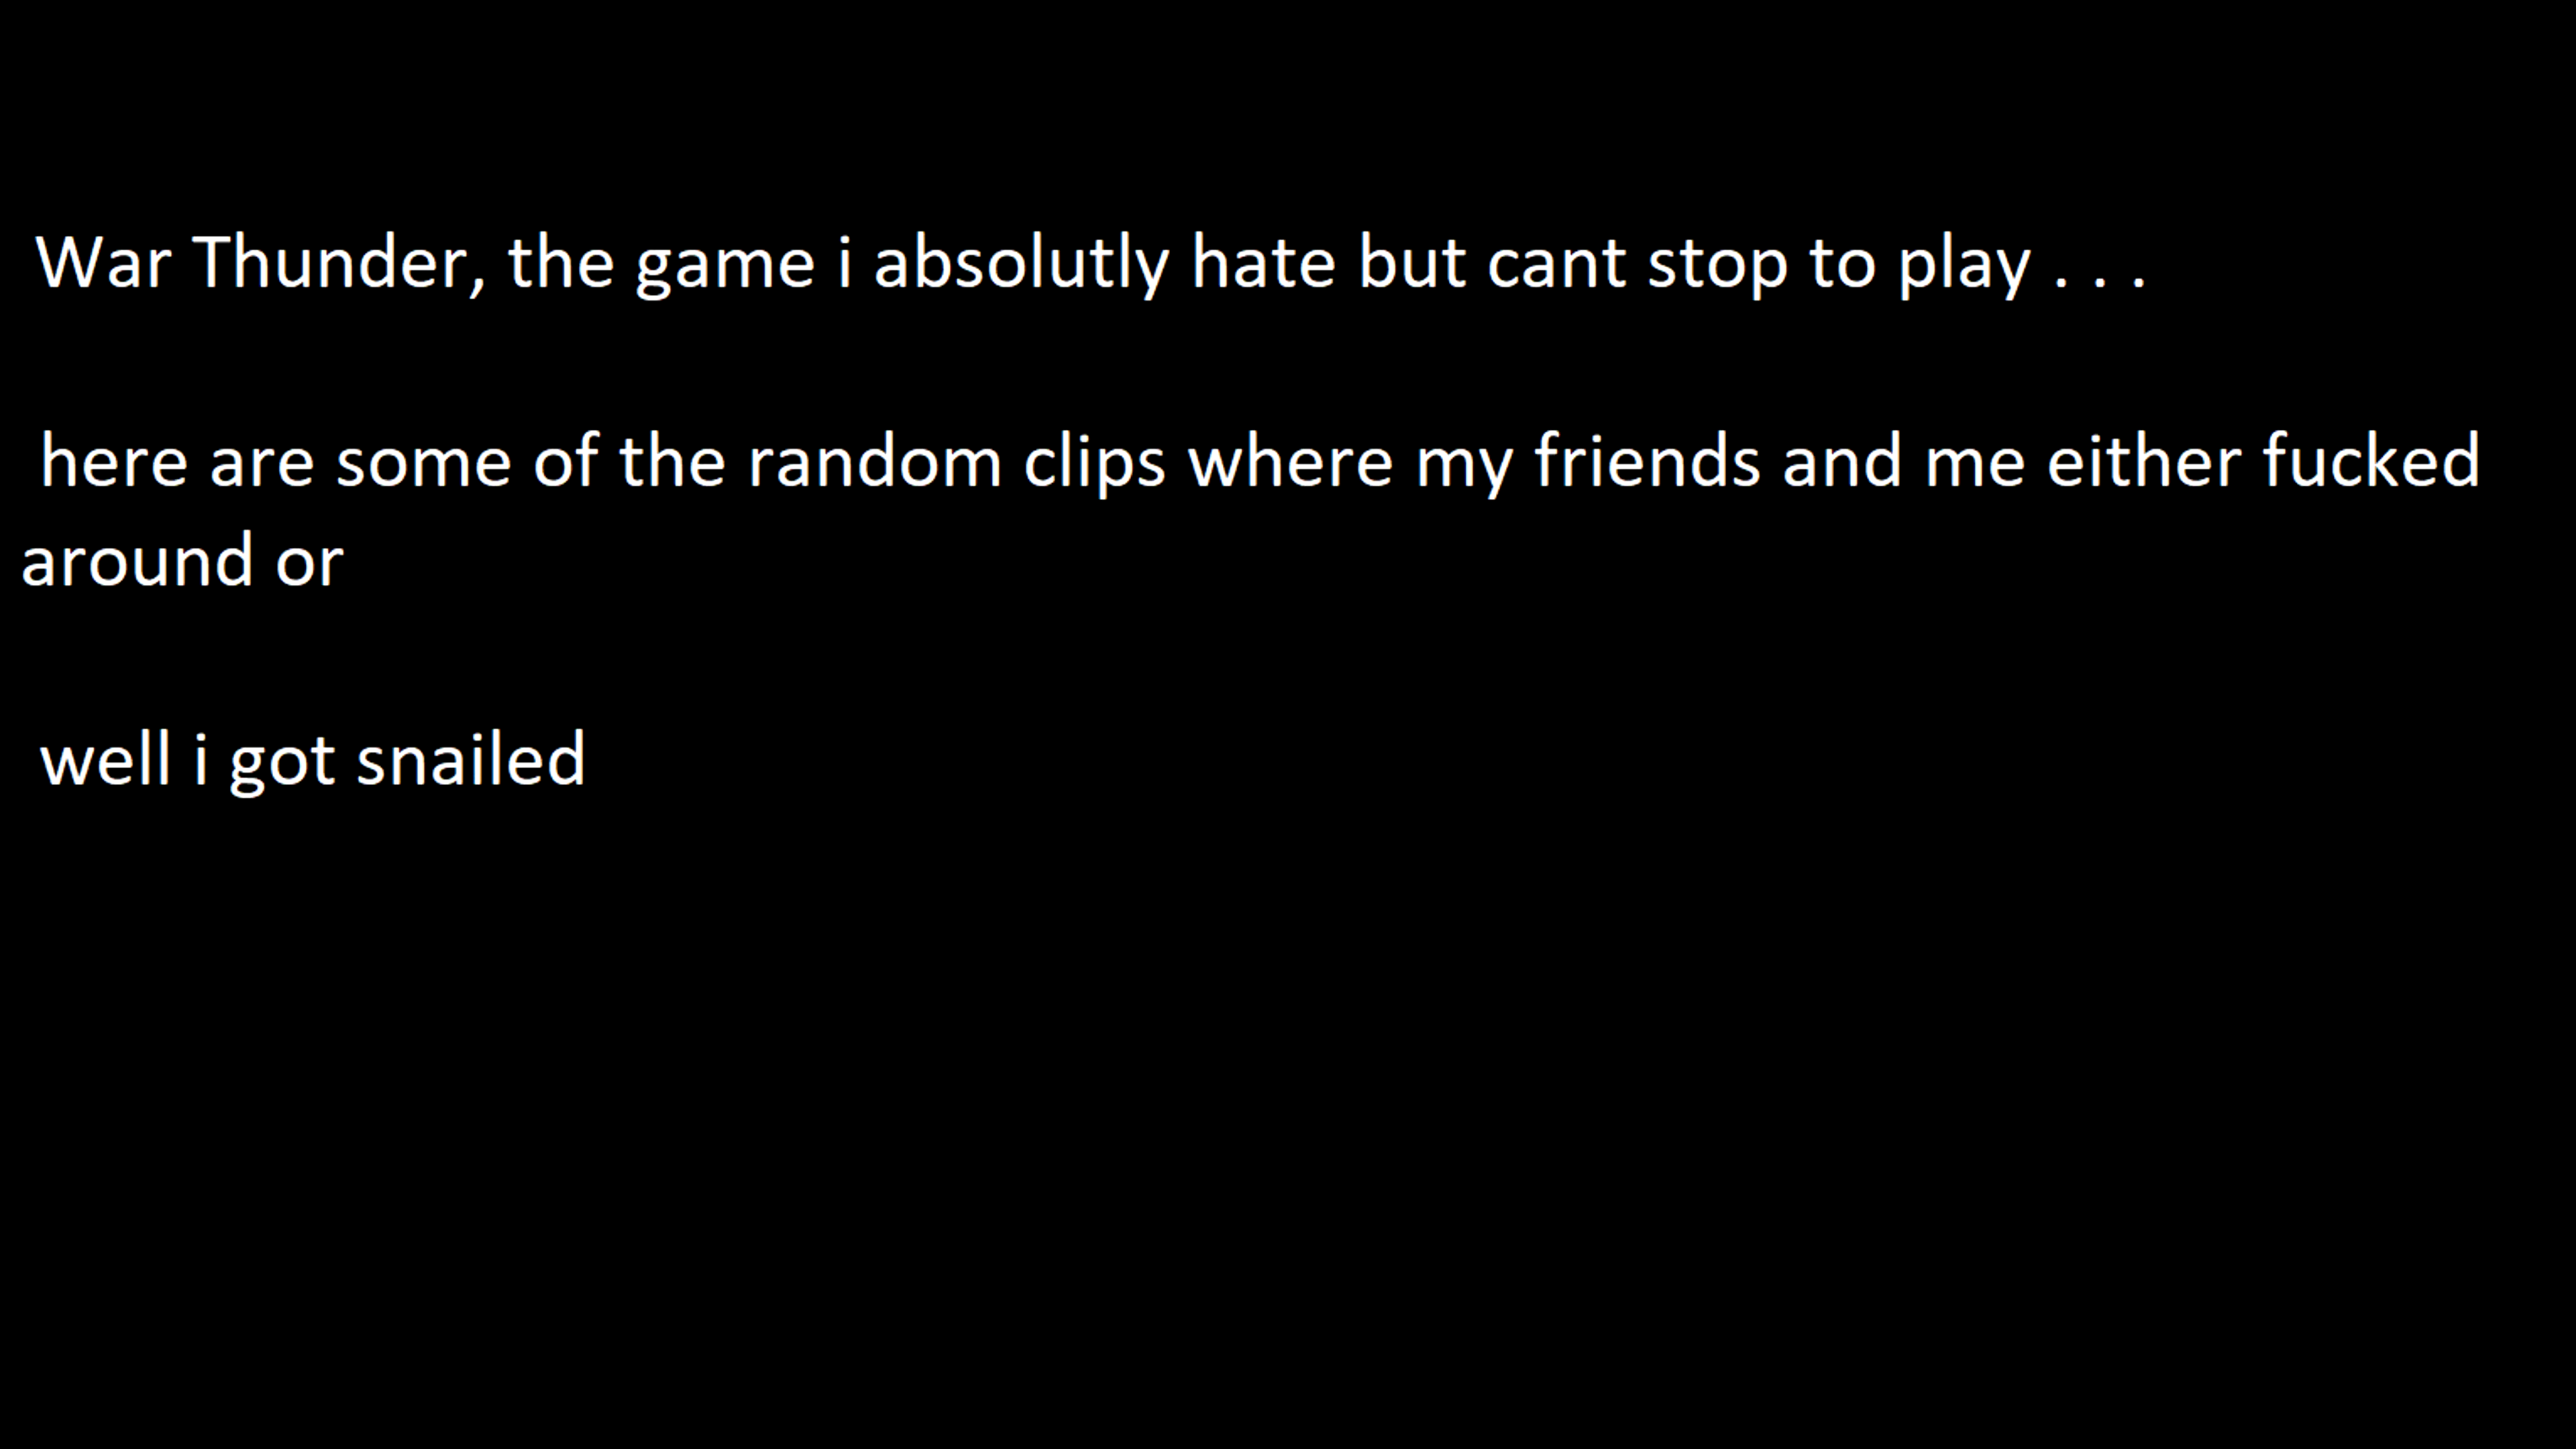 War Thunder, the game i absolutly hate but cant stop to play . . .
here are some of the random clips where my friends and me either fucked
around or
well i got snailed